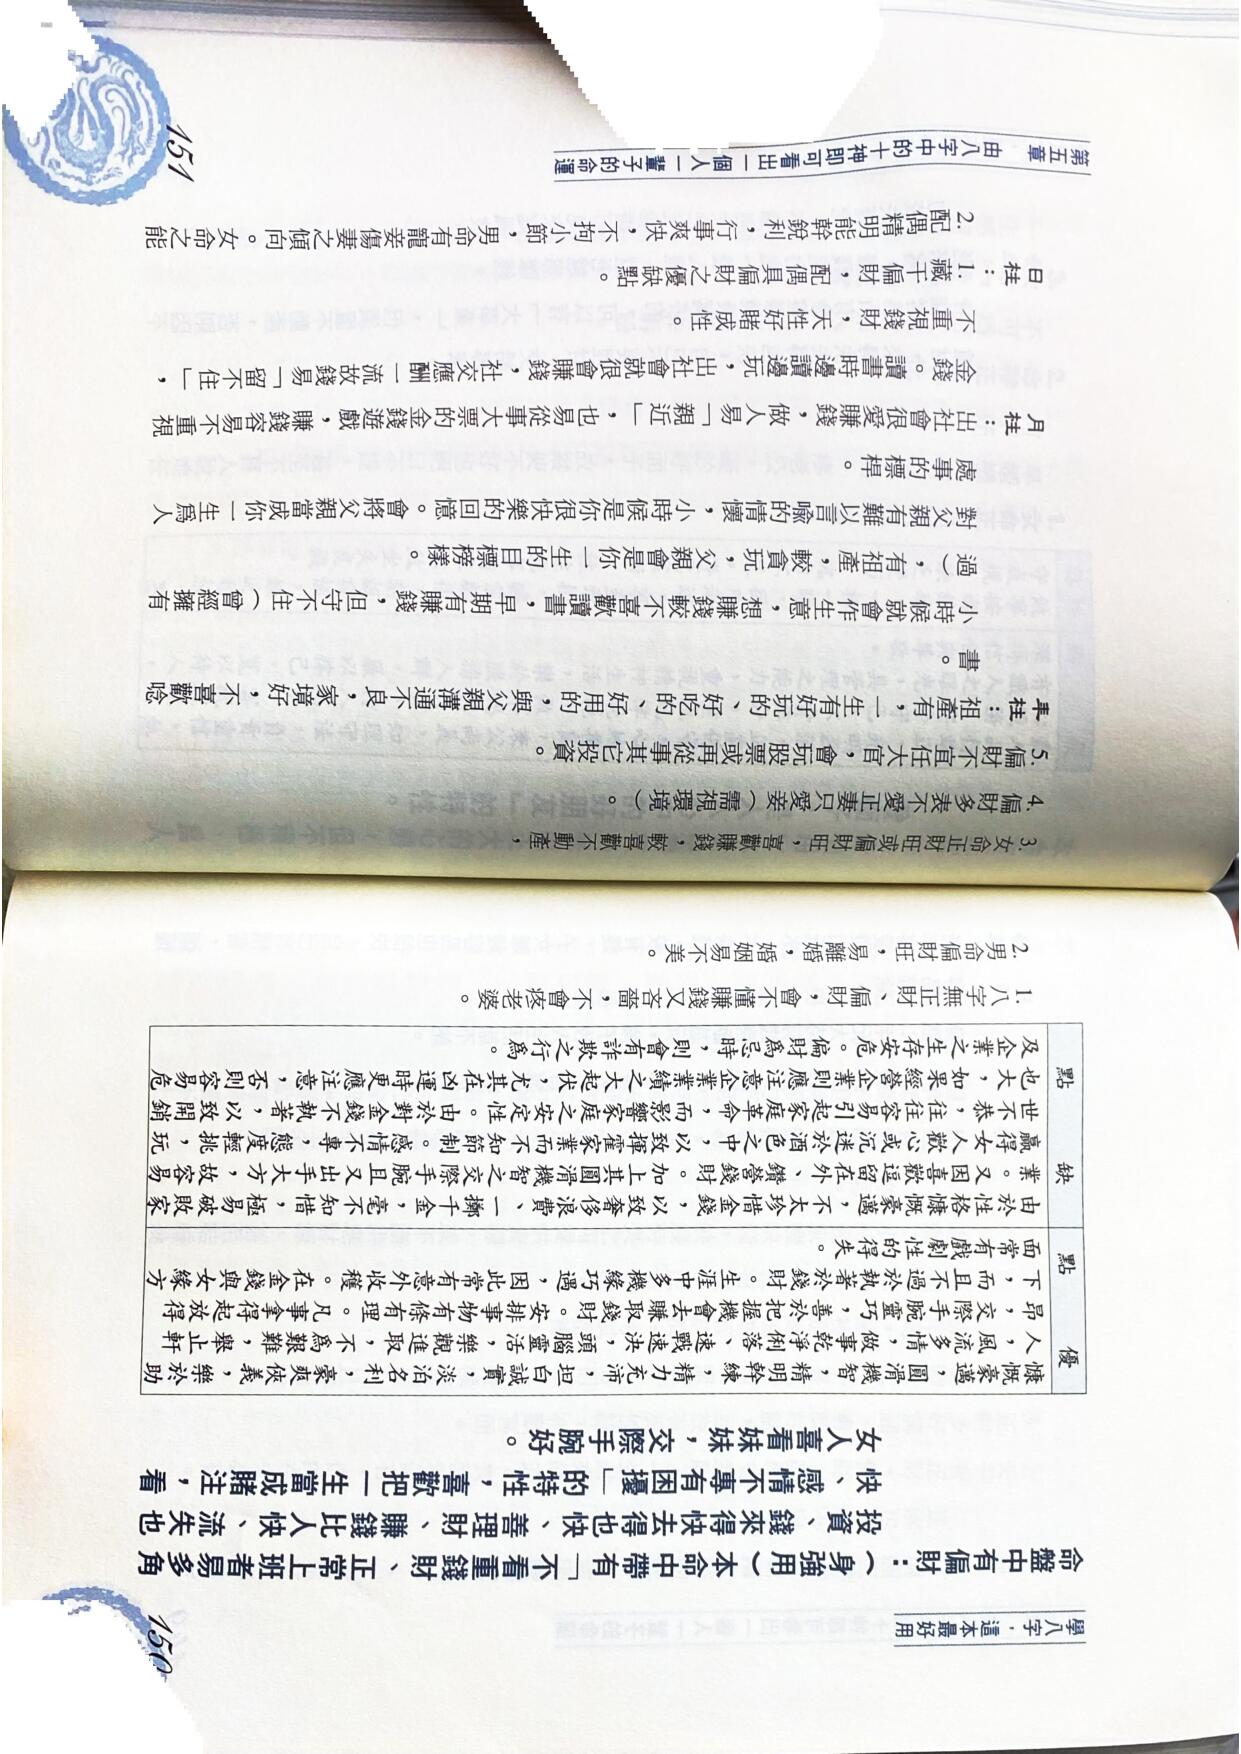 學八字，這本最好用
命盤中有偏財：（身強用）本命中帶有「不看重錢財、正常上班者易多角
投資、錢來得快去得也快、善理財、賺錢比人快、流失也
快、感情不專有困擾」的特性，喜歡把一生當成賭注，看
女人喜看妹妹，交際手腕好。
優點
慷慨豪邁，圓滑機智，精明幹練，精力充沛，坦白誠實，淡泊名利，豪爽俠義，樂於助
人，風流多情，做事乾淨俐落、速戰速決，頭腦靈活，樂觀進取，不為艱難，舉止軒
昂，交際手腕靈巧，善於把握機會去賺取錢財。安排事物有條有理。凡事拿得起放得
下，而且不過於執著於錢財。生涯中多機緣巧遇，因此常有意外收穫。在金錢與女緣方
面常有戲劇性的得失。
缺點
由於性格慷慨豪邁，不太珍惜金錢，以致奢侈浪費、一擲千金，毫不知惜，極易破敗家
業。又因喜歡逗留在外、鑽營錢財。加上其圓滑機智之交際手腕且又出手大方，故容易
贏得女人歡心或沉迷於酒色之中，以致揮霍家業而不知節制。感情不專，態度輕挑，玩
世不恭，往往容易引起家庭革命，而影響家庭之安定性。由於對金錢不執著，以致開銷
也大，如果經營企業則應注意企業業績之大起伏，尤其在凶運時更應注意，否則容易危
及企業之生存安危。偏財為忌時，則會有詐欺之行為。
1.八字無正財、偏財，會不懂賺錢又吝嗇，不會疼老婆。
2.男命偏財旺，易離婚，婚姻易不美。
150
3.女命正財旺或偏財旺，喜歡賺錢，較喜歡不動產，
4.偏財多表不愛正妻只愛妾（需視環境）。
5.偏財不宜任大官，會玩股票或再從事其它投資。
年柱：祖產有，一生有好玩的、好吃的、好用的，與父親溝通不良，家境好，不喜歡唸
書。
小時候就會作生意，想賺錢較不喜歡讀書，早期有賺錢，但守不住（曾經擁有
過），有祖產，較貪玩，父親會是你一生的目標榜樣。
對父親有難以言喻的情懷，小時候是你很快樂的回憶。會將父親當成你一生為人
處事的標桿。
月柱：出社會很愛賺錢，做人易「親近」，也易從事大票的金錢遊戲，賺錢容易不重視
金錢。讀書時邊讀邊玩，出社會就很會賺錢，社交應酬一流故錢易「留不住」，
不重視錢財，天性好賭成性。
日柱：1.藏干偏財，配偶具偏財之優缺點。
2.配偶精明能幹銳利，行事爽快，不拘小節，男命有寵妾傷妻之傾向。女命之能
第五章 由八字中的十神即可看出一個人一輩子的命運
151